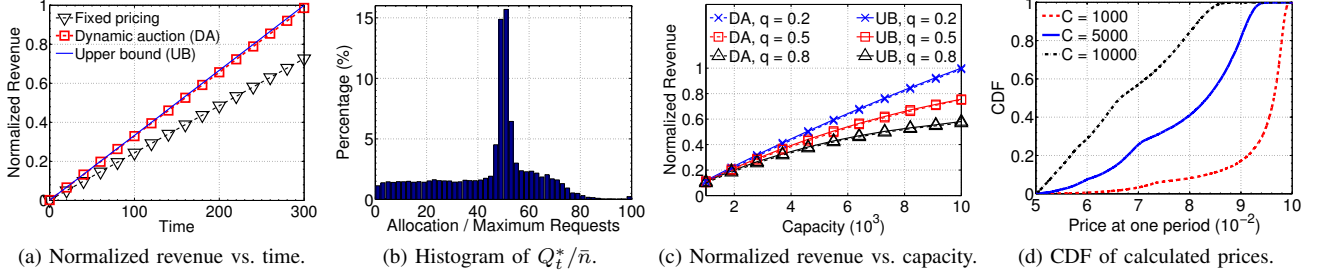 Normalized Revenue
1
0.8
0.6
0.4
0.2
0
Fixed pricing
Dynamic auction (DA)
Upper bound (UB)
0 100 200 300
Time
(a) Normalized revenue vs. time.
Percentage (%)
15
10
5
0
0 20 40 60 80 100
Allocation / Maximum Requests
(b) Histogram of Q*_t/n̄.
Normalized Revenue
1
0.8
0.6
0.4
0.2
0
DA, q = 0.2 UB, q = 0.2
DA, q = 0.5 UB, q = 0.5
DA, q = 0.8 UB, q = 0.8
2 4 6 8 10
Capacity (10^3)
(c) Normalized revenue vs. capacity.
CDF
1
0.8
0.6
0.4
0.2
0
C = 1000
C = 5000
C = 10000
5 6 7 8 9 10
Price at one period (10^-2)
(d) CDF of calculated prices.